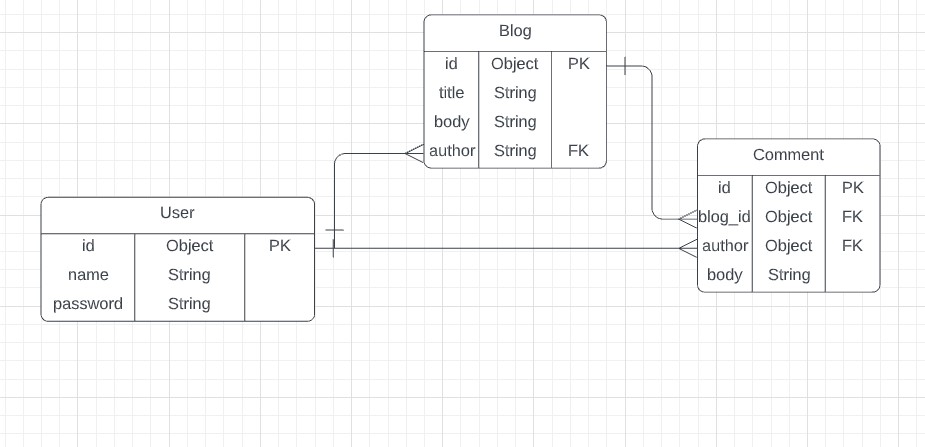 Blog
id Object PK
title String
body String
author String FK
Comment
id Object PK
blog_id Object FK
author Object FK
body String
User
id Object PK
name String
password String